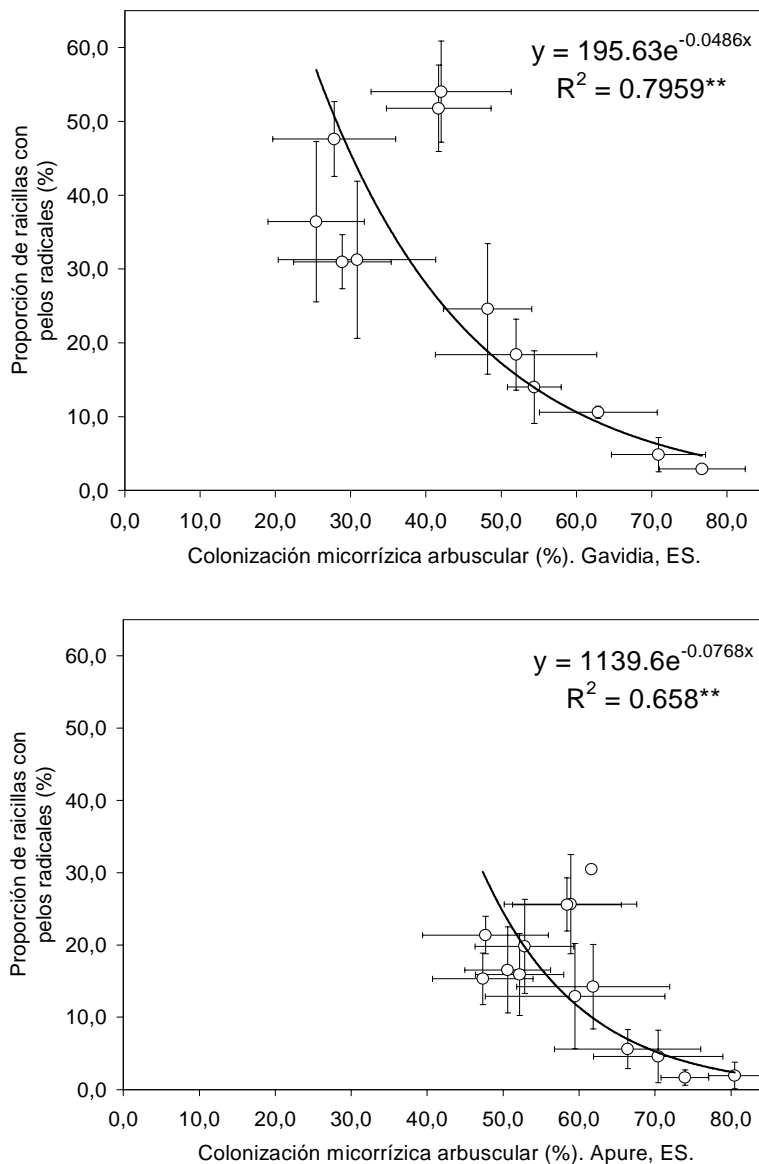 y = 195.63e^-0.0486x
R² = 0.7959**
Proporción de raicillas con
pelos radicales (%)
60,0
50,0
40,0
30,0
20,0
10,0
0,0
0,0 10,0 20,0 30,0 40,0 50,0 60,0 70,0 80,0
Colonización micorrízica arbuscular (%). Gavidia, ES.
y = 1139.6e^-0.0768x
R² = 0.658**
Proporción de raicillas con
pelos radicales (%)
60,0
50,0
40,0
30,0
20,0
10,0
0,0
0,0 10,0 20,0 30,0 40,0 50,0 60,0 70,0 80,0
Colonización micorrízica arbuscular (%). Apure, ES.